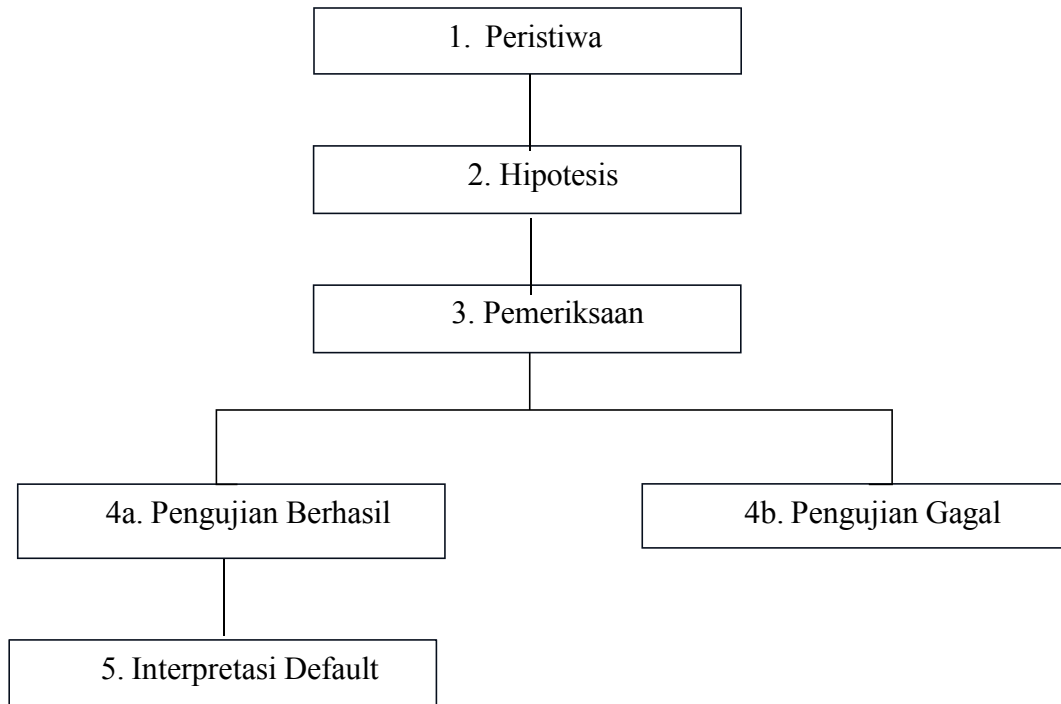 1. Peristiwa
2. Hipotesis
3. Pemeriksaan
4a. Pengujian Berhasil
4b. Pengujian Gagal
5. Interpretasi Default